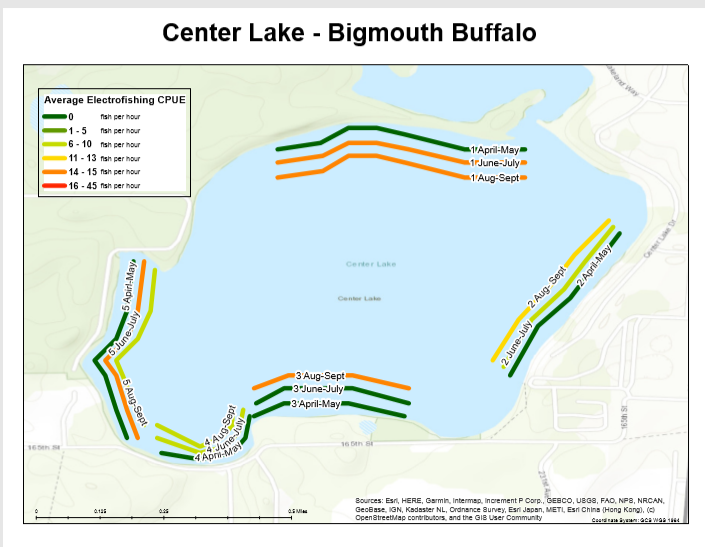 Center Lake - Bigmouth Buffalo
Average Electrofishing CPUE
0 fish per hour
1 - 5 fish per hour
6 - 10 fish per hour
11 - 13 fish per hour
14 - 15 fish per hour
16 - 45 fish per hour
1 April-May
1 June-July
1 Aug-Sept
Center Lake Dr
Center Lake
Center Lake
2 Aug- Sept
2 April-May
2 June-July
5 Apirl-May
5 June-July
5 Aug-Sept
3 Aug-Sept
3 June-July
3 April-May
4 Aug-Sept
4 June-July
4 April-May
165th St
165th St
Sources: Esri, HERE, Garmin, Intermap, increment P Corp., GEBCO, USGS, FAO, NPS, NRCAN,
GeoBase, IGN, Kadaster NL, Ordnance Survey, Esri Japan, METI, Esri China (Hong Kong), (c)
OpenStreetMap contributors, and the GIS User Community
Coordinate System: GCS WGS 1984
0 0.125 0.25 0.5 Miles